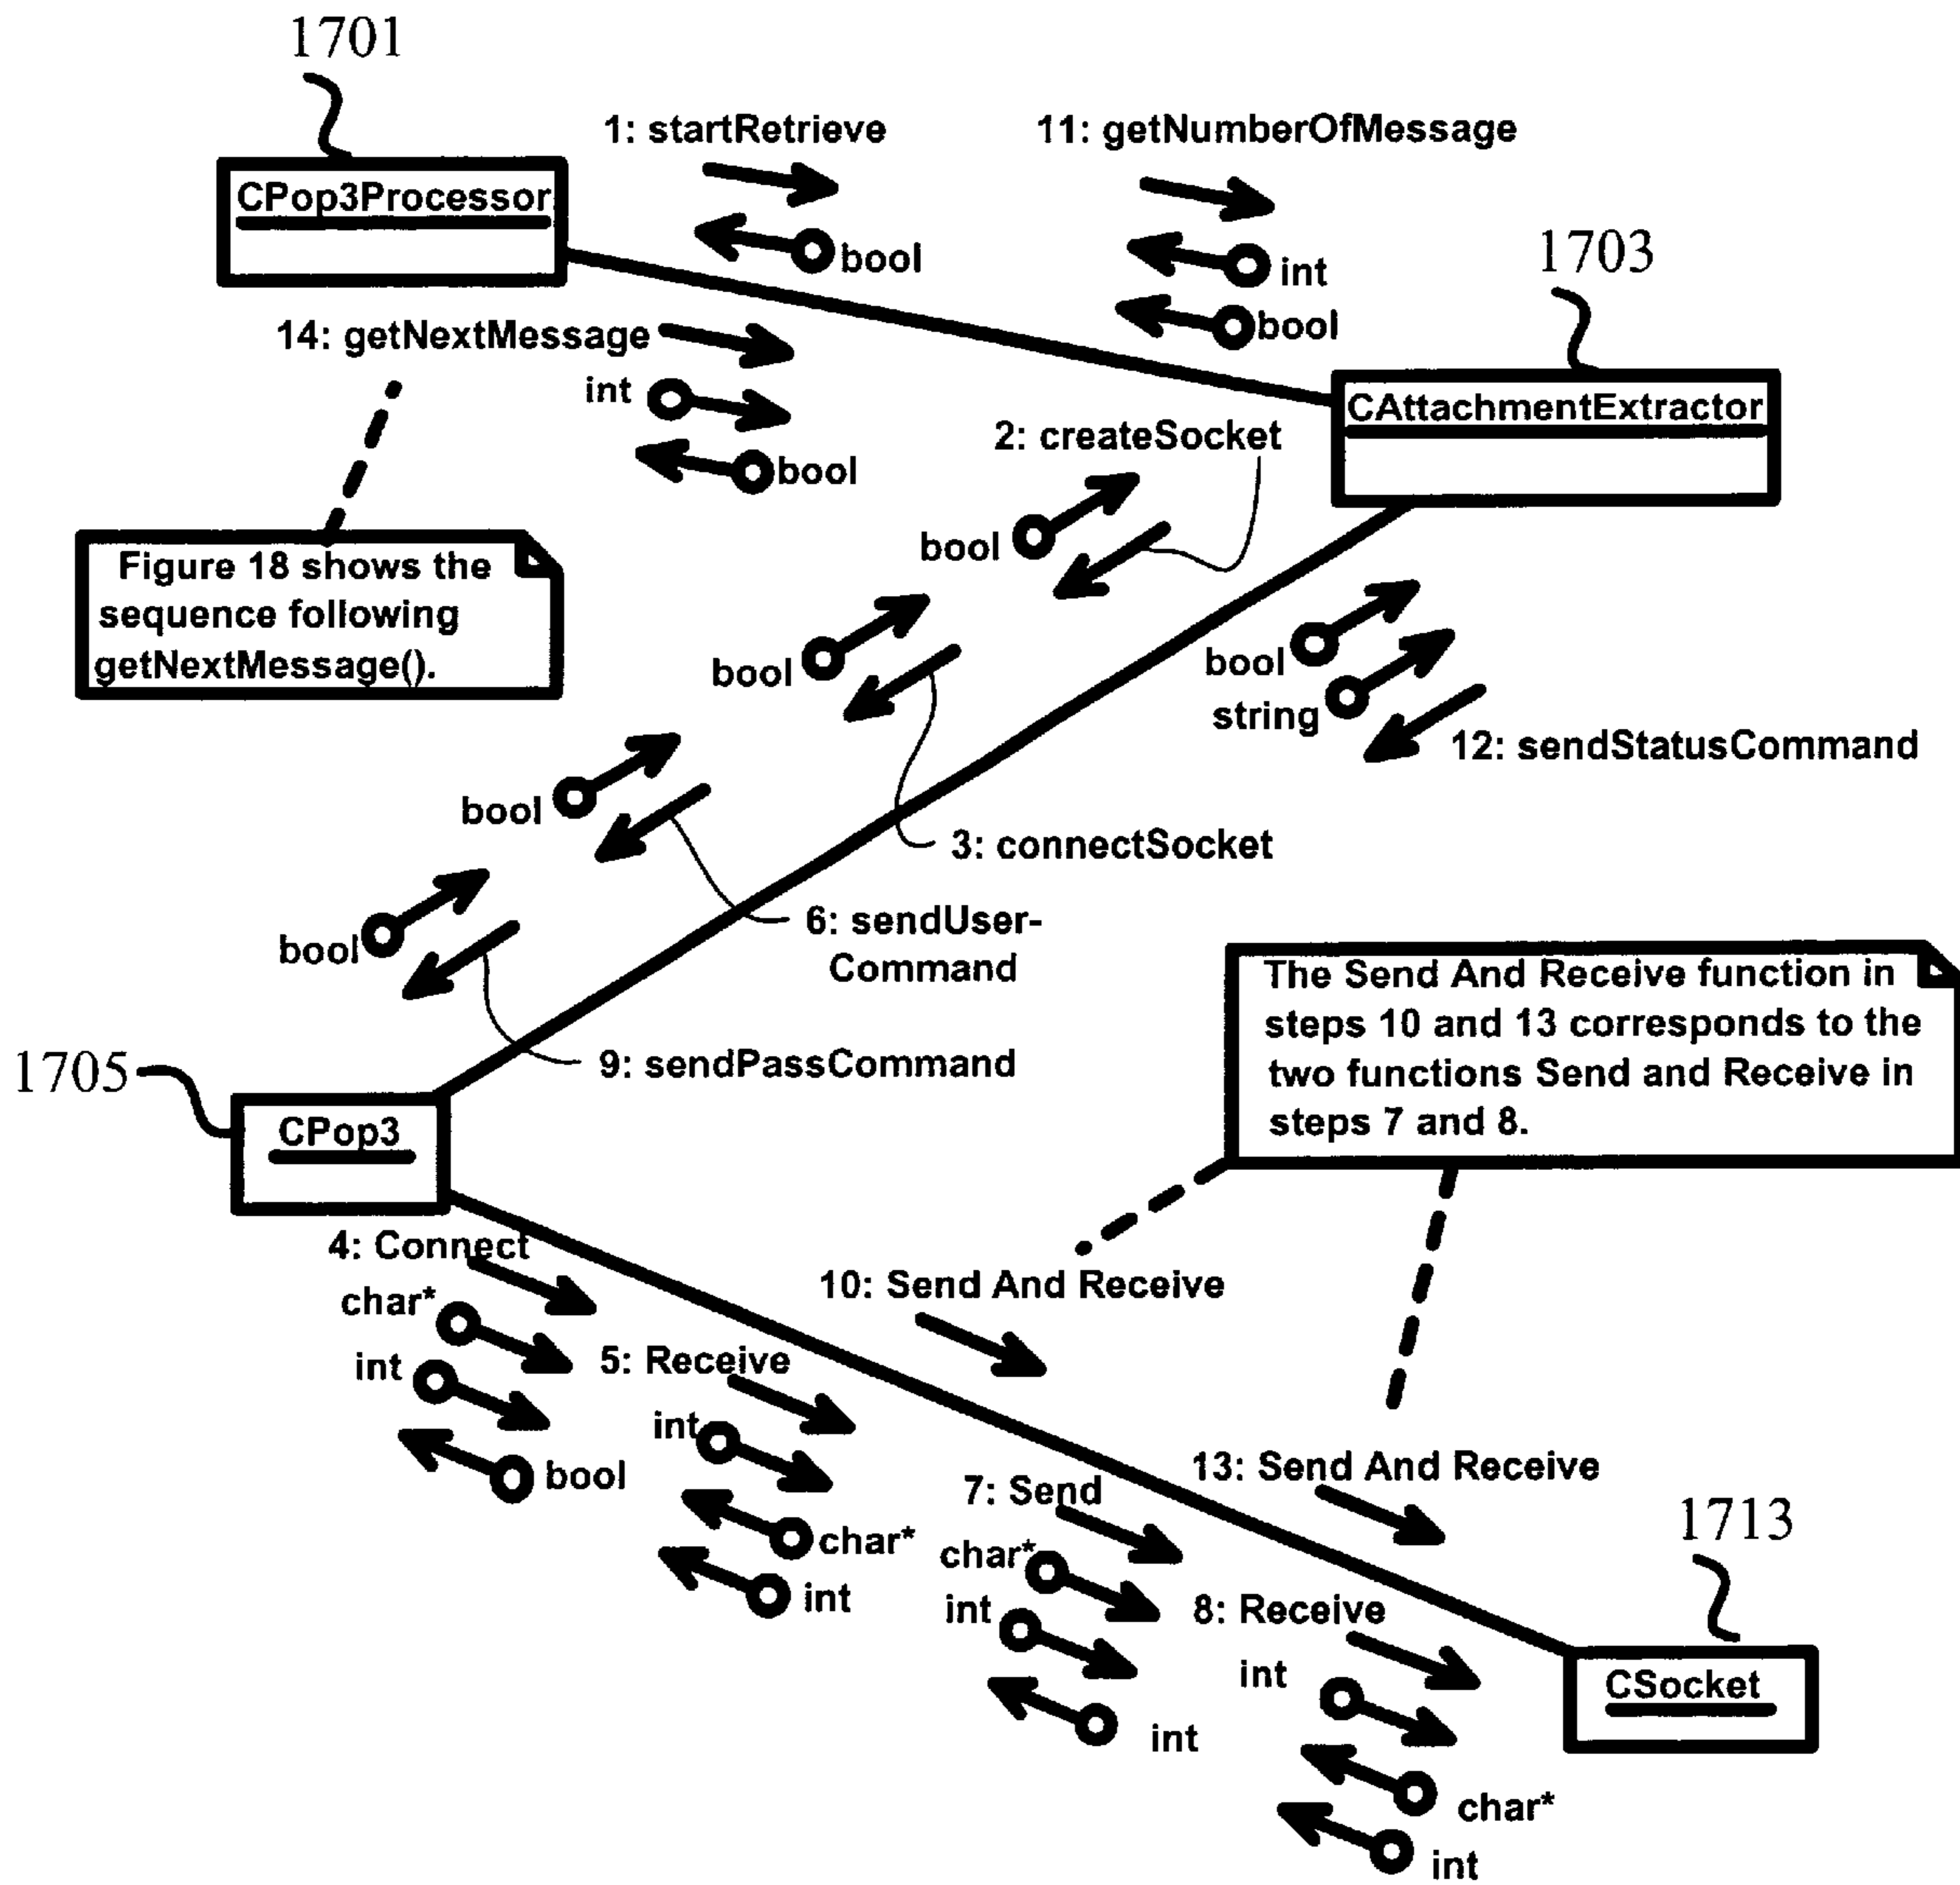 1701
1: startRetrieve
11: getNumberOfMessage
CPop3Processor
bool
int
bool
1703
14: getNextMessage
int
bool
CAttachmentExtractor
2: createSocket
bool
Figure 18 shows the
sequence following
getNextMessage().
bool
bool
string
12: sendStatusCommand
bool
3: connectSocket
bool
6: sendUser-
Command
9: sendPassCommand
The Send And Receive function in
steps 10 and 13 corresponds to the
two functions Send and Receive in
steps 7 and 8.
1705
CPop3
4: Connect
char*
int
bool
10: Send And Receive
5: Receive
int
char*
int
13: Send And Receive
7: Send
char*
int
int
1713
8: Receive
int
char*
int
CSocket